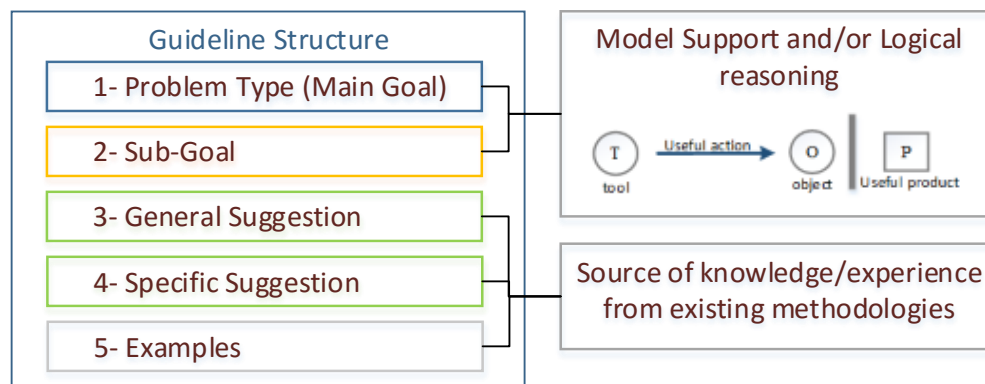 Guideline Structure
1- Problem Type (Main Goal)
2- Sub-Goal
3- General Suggestion
4- Specific Suggestion
5- Examples
Model Support and/or Logical
reasoning
T
Useful action
O
P
tool
object
Useful product
Source of knowledge/experience
from existing methodologies